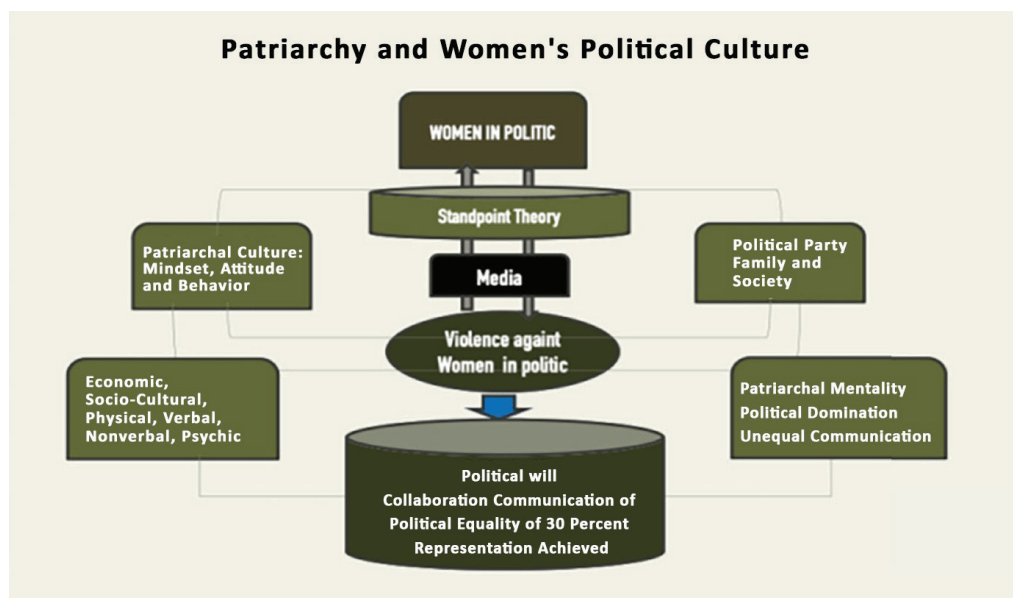 Patriarchy and Women's Political Culture
WOMEN IN POLITIC
Standpoint Theory
Patriarchal Culture:
Mindset, Attitude
and Behavior
Media
Political Party
Family and
Society
Violence againt
Women in politic
Economic,
Socio-Cultural,
Physical, Verbal,
Nonverbal, Psychic
Patriarchal Mentality
Political Domination
Unequal Communication
Political will
Collaboration Communication of
Political Equality of 30 Percent
Representation Achieved